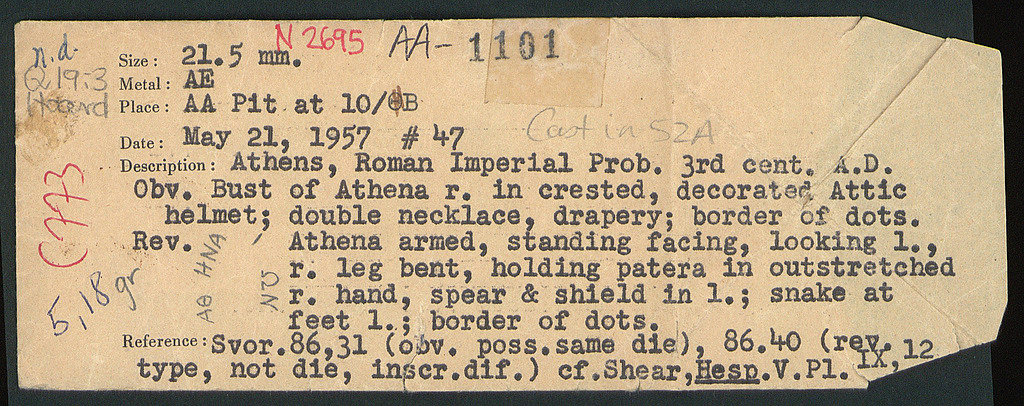 N 2695 AA- 1101
n.d.
Q 19:3
Hoard
Size: 21.5 mm.
Metal: AE
Place: AA Pit at 10/B
Date: May 21, 1957 # 47
Cast in 52A
Description: Athens, Roman Imperial Prob. 3rd cent. A.D.
Obv. Bust of Athena r. in crested, decorated Attic
helmet; double necklace, drapery; border of dots.
Rev. Athena armed, standing facing, looking l.,
r. leg bent, holding patera in outstretched
r. hand, spear & shield in l.; snake at
feet l.; border of dots.
ΑΘ ΗΝΑ
C 773
5,18 gr
Reference: Svor.86,31 (obv. poss.same die), 86.40 (rev.
type, not die, inscr.dif.) cf.Shear,Hesp.V.Pl. IX,12